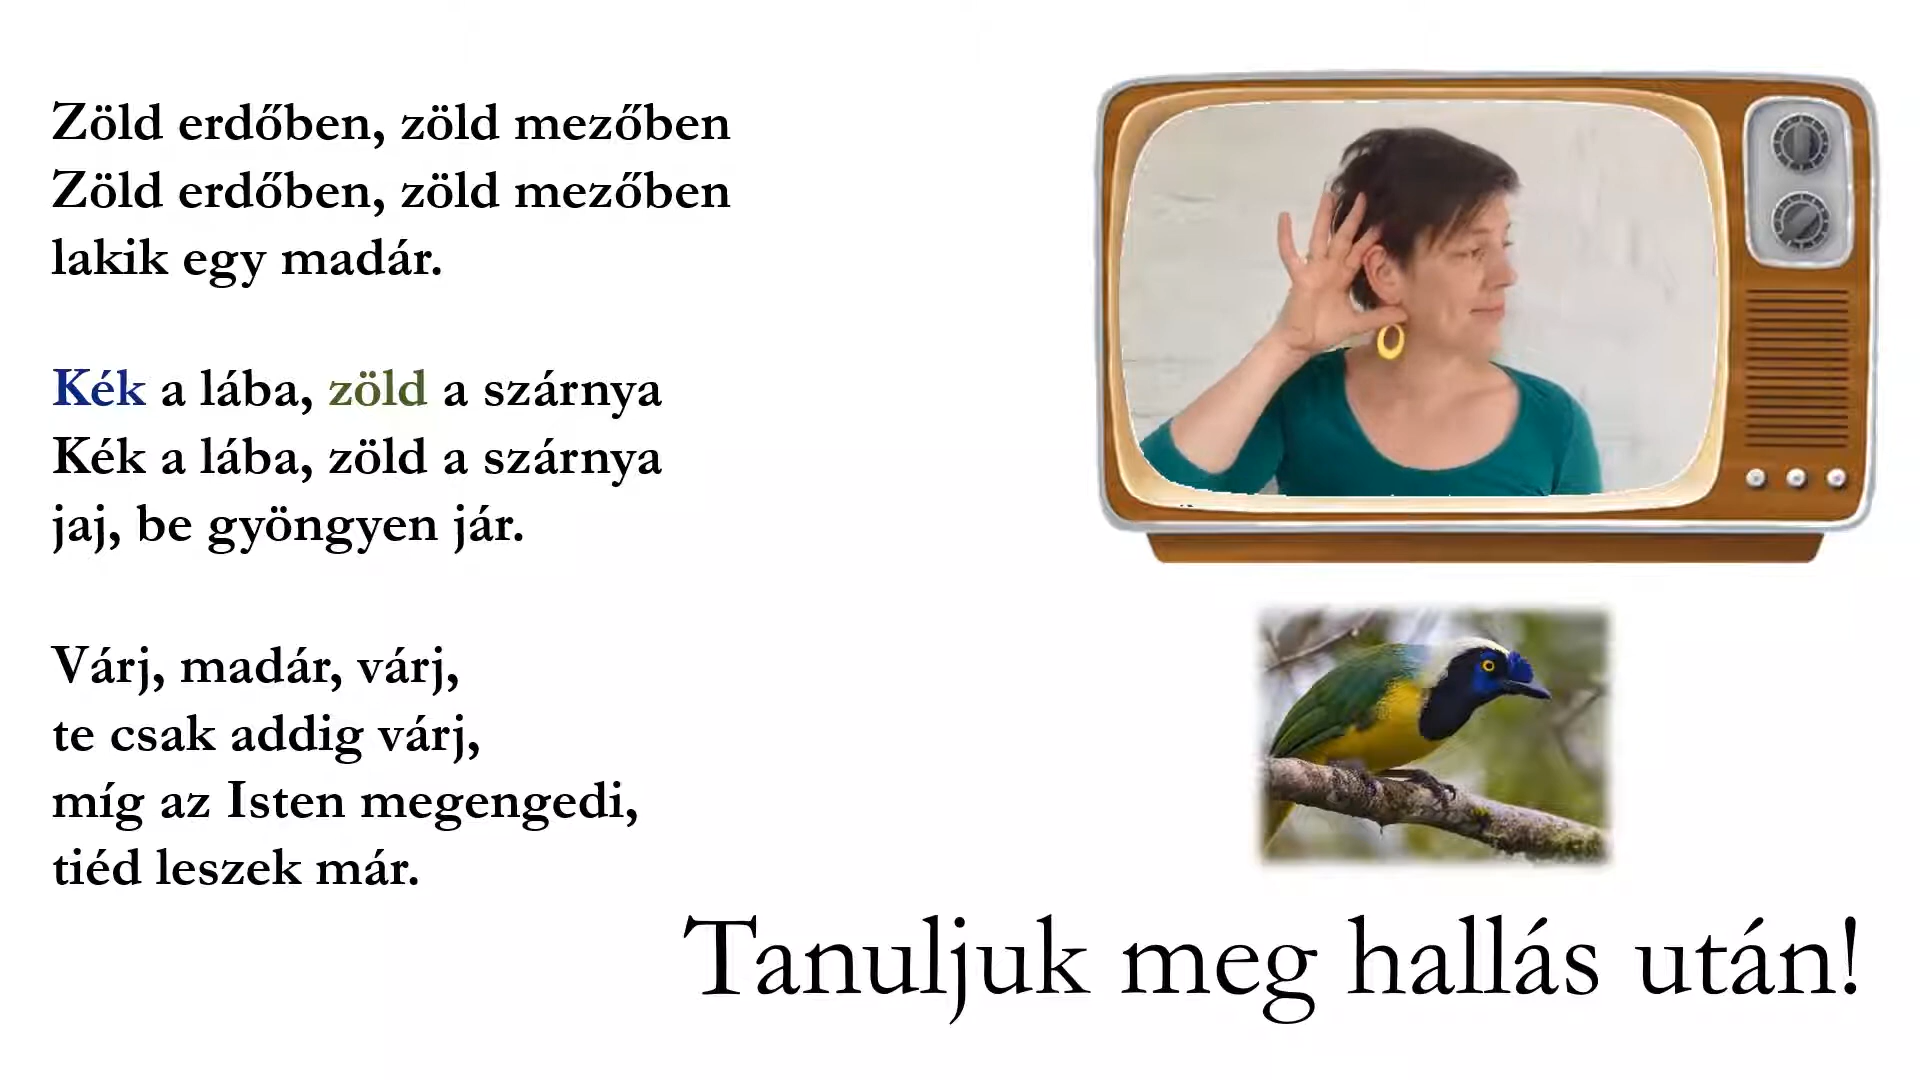 Zöld erdőben, zöld mezőben
Zöld erdőben, zöld mezőben
lakik egy madár.
Kék a lába, zöld a szárnya
Kék a lába, zöld a szárnya
jaj, be gyöngyen jár.
Várj, madár, várj,
te csak addig várj,
míg az Isten megengedi,
tiéd leszek már.
Tanuljuk meg hallás után!